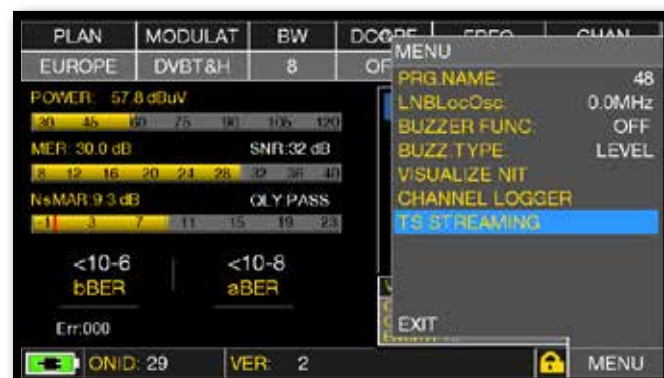 PLAN MODULAT BW
EUROPE DVBT&H 8
MENU
PRG.NAME: 48
LNBLocOsc: 0.0MHz
BUZZER FUNC: OFF
BUZZ.TYPE: LEVEL
VISUALIZE NIT
CHANNEL LOGGER
TS STREAMING
EXIT
POWER: 57.8 dBuV
30 45 60 75 90 105 120
MER: 30.0 dB SNR:32 dB
8 12 16 20 24 28 32 36 40
NsMAR:9.3 dB QLY:PASS
-1 3 7 11 15 19 23
<10-6 <10-8
bBER aBER
Err:000
ONID: 29 VER: 2 MENU